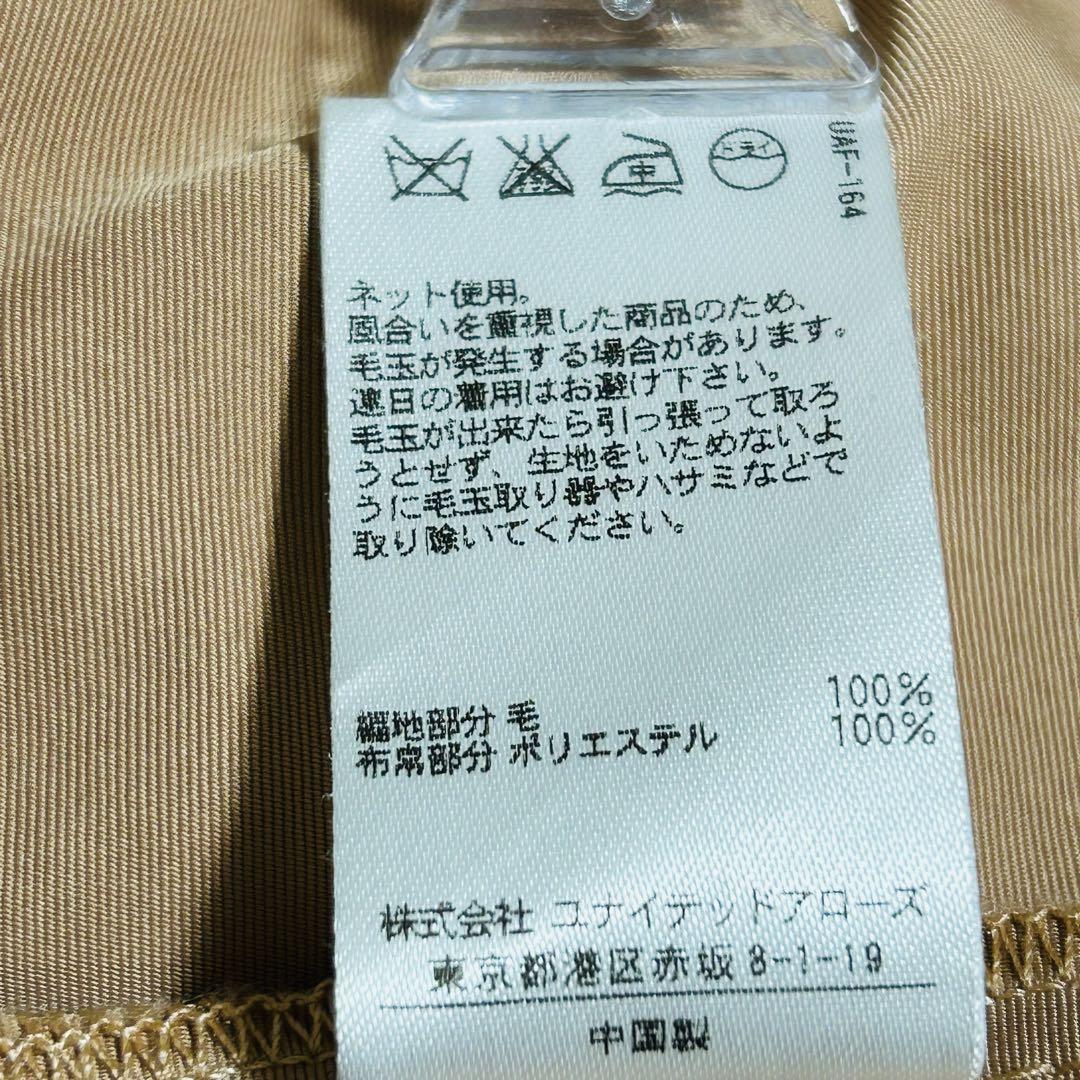 中
ドライ
UAF-164
ネット使用。
風合いを重視した商品のため、
毛玉が発生する場合があります。
連日の着用はお避け下さい。
毛玉が出来たら引っ張って取ろ
うとせず、生地をいためないよ
うに毛玉取り器やハサミなどで
取り除いてください。
編地部分 毛 100%
布帛部分 ポリエステル 100%
株式会社 ユナイテッドアローズ
東京都港区赤坂8-1-19
中国製